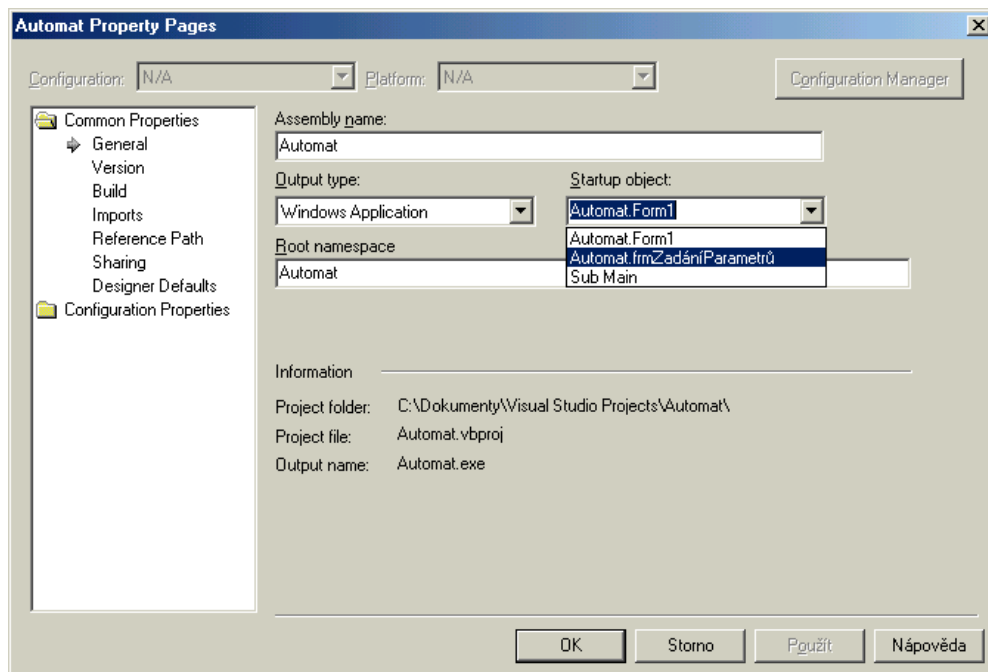 Automat Property Pages
Configuration: N/A Platform: N/A Configuration Manager
Common Properties
General
Version
Build
Imports
Reference Path
Sharing
Designer Defaults
Configuration Properties
Assembly name:
Automat
Output type: Startup object:
Windows Application Automat.Form1
Automat.Form1
Automat.frmZadáníParametrů
Sub Main
Root namespace
Automat
Information
Project folder: C:\Dokumenty\Visual Studio Projects\Automat\
Project file: Automat.vbproj
Output name: Automat.exe
OK Storno Použít Nápověda